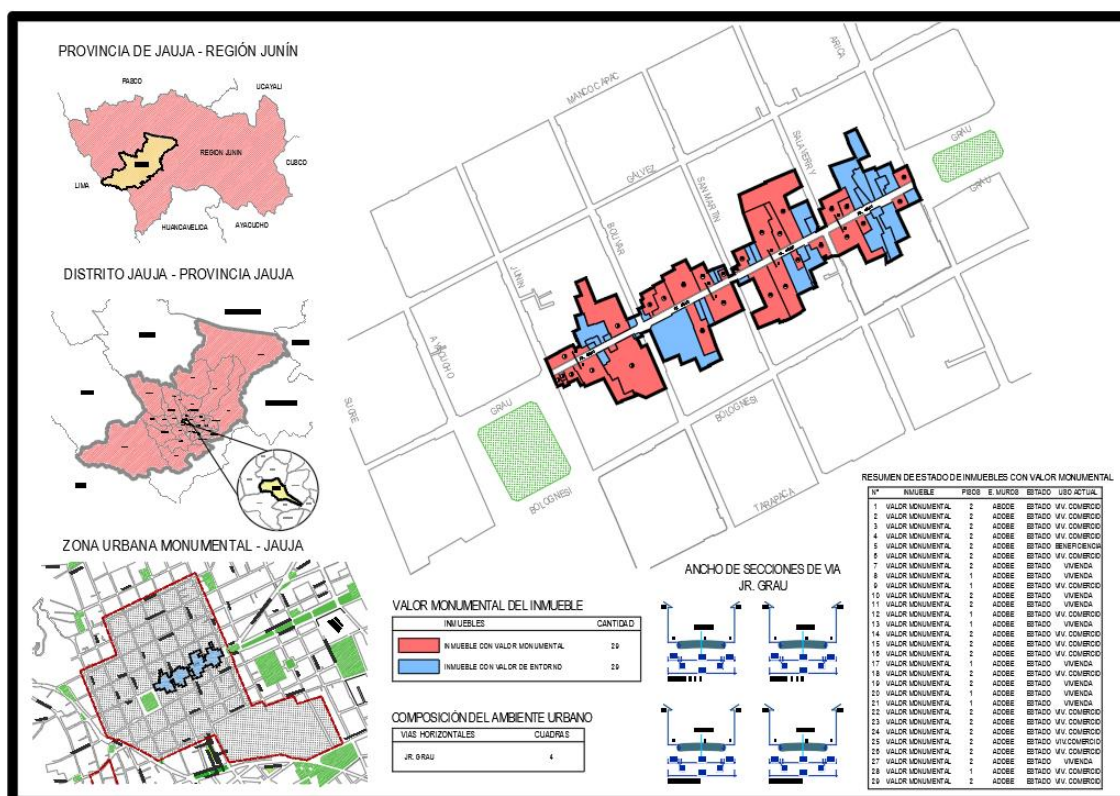 PROVINCIA DE JAUJA - REGIÓN JUNÍN
PASCO
UCAYALI
REGION JUNIN
CUSCO
LIMA
HUANCAVELICA
AYACUCHO
DISTRITO JAUJA - PROVINCIA JAUJA
ZONA URBANA MONUMENTAL - JAUJA
ARICA
MANCO CAPAC
GRAU
SALAVERRY
GALVEZ
SAN MARTIN
GRAU
BOLIVAR
JUNIN
AYACUCHO
SUCRE
GRAU
BOLOGNESI
BOLOGNESI
TARAPACA
VALOR MONUMENTAL DEL INMUEBLE
INMUEBLES CANTIDAD
INMUEBLE CON VALOR MONUMENTAL 29
INMUEBLE CON VALOR DE ENTORNO 29
COMPOSICIÓN DEL AMBIENTE URBANO
VIAS HORIZONTALES CUADRAS
JR. GRAU 4
ANCHO DE SECCIONES DE VIA
JR. GRAU
RESUMEN DE ESTADO DE INMUEBLES CON VALOR MONUMENTAL
N° INMUEBLE PISOS E. MUROS ESTADO USO ACTUAL
1 VALOR MONUMENTAL 2 ABODE ESTADO VIV. COMERCIO
2 VALOR MONUMENTAL 2 ADOBE ESTADO VIV. COMERCIO
3 VALOR MONUMENTAL 2 ADOBE ESTADO VIV. COMERCIO
4 VALOR MONUMENTAL 2 ADOBE ESTADO VIV. COMERCIO
5 VALOR MONUMENTAL 2 ADOBE ESTADO BENEFICENCIA
6 VALOR MONUMENTAL 2 ADOBE ESTADO VIV. COMERCIO
7 VALOR MONUMENTAL 2 ADOBE ESTADO VIVIENDA
8 VALOR MONUMENTAL 1 ADOBE ESTADO VIVIENDA
9 VALOR MONUMENTAL 1 ADOBE ESTADO VIV. COMERCIO
10 VALOR MONUMENTAL 2 ADOBE ESTADO VIVIENDA
11 VALOR MONUMENTAL 2 ADOBE ESTADO VIVIENDA
12 VALOR MONUMENTAL 1 ADOBE ESTADO VIV. COMERCIO
13 VALOR MONUMENTAL 1 ADOBE ESTADO VIVIENDA
14 VALOR MONUMENTAL 2 ADOBE ESTADO VIV. COMERCIO
15 VALOR MONUMENTAL 2 ADOBE ESTADO VIV. COMERCIO
16 VALOR MONUMENTAL 2 ADOBE ESTADO VIV. COMERCIO
17 VALOR MONUMENTAL 1 ADOBE ESTADO VIVIENDA
18 VALOR MONUMENTAL 2 ADOBE ESTADO VIV. COMERCIO
19 VALOR MONUMENTAL 2 ADOBE ESTADO VIVIENDA
20 VALOR MONUMENTAL 1 ADOBE ESTADO VIVIENDA
21 VALOR MONUMENTAL 1 ADOBE ESTADO VIVIENDA
22 VALOR MONUMENTAL 2 ADOBE ESTADO VIV. COMERCIO
23 VALOR MONUMENTAL 2 ADOBE ESTADO VIV. COMERCIO
24 VALOR MONUMENTAL 2 ADOBE ESTADO VIV. COMERCIO
25 VALOR MONUMENTAL 2 ADOBE ESTADO VIV.COMERCIO
26 VALOR MONUMENTAL 2 ADOBE ESTADO VIV. COMERCIO
27 VALOR MONUMENTAL 2 ADOBE ESTADO VIVIENDA
28 VALOR MONUMENTAL 1 ADOBE ESTADO VIV. COMERCIO
29 VALOR MONUMENTAL 2 ADOBE ESTADO VIV. COMERCIO